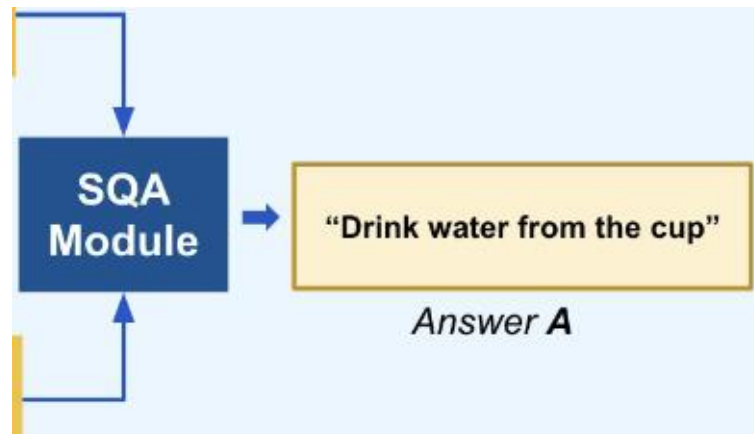 SQA
Module
“Drink water from the cup”
Answer A